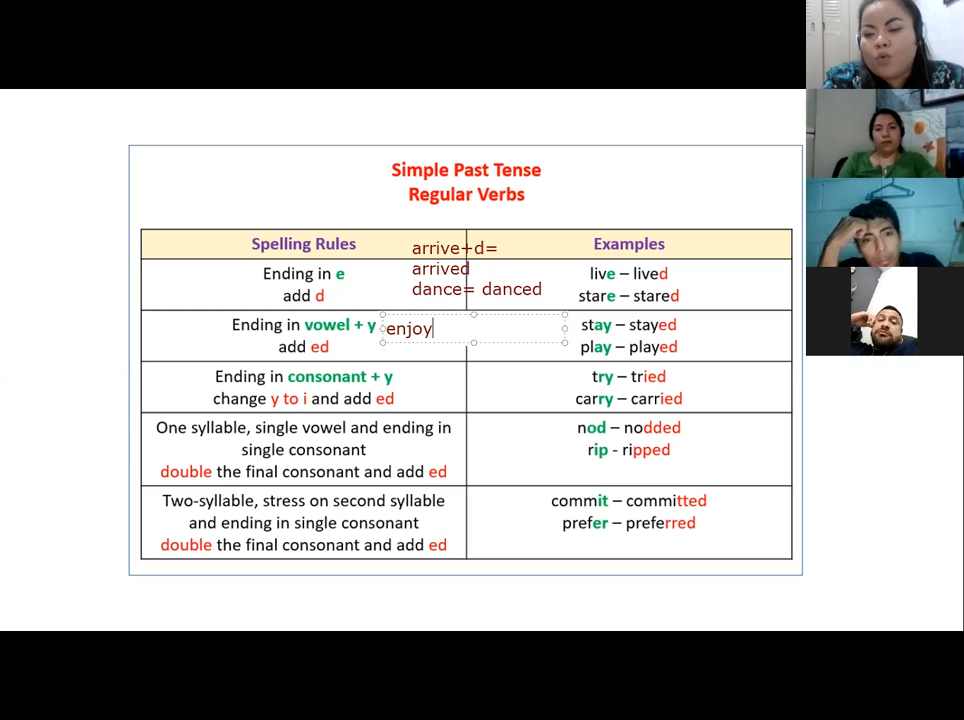 Simple Past Tense
Regular Verbs
Spelling Rules
Examples
arrive+d=
arrived
dance= danced
Ending in e
add d
live – lived
stare – stared
Ending in vowel + y
add ed
enjoy
stay – stayed
play – played
Ending in consonant + y
change y to i and add ed
try – tried
carry – carried
One syllable, single vowel and ending in
single consonant
double the final consonant and add ed
nod – nodded
rip - ripped
Two-syllable, stress on second syllable
and ending in single consonant
double the final consonant and add ed
commit – committed
prefer – preferred